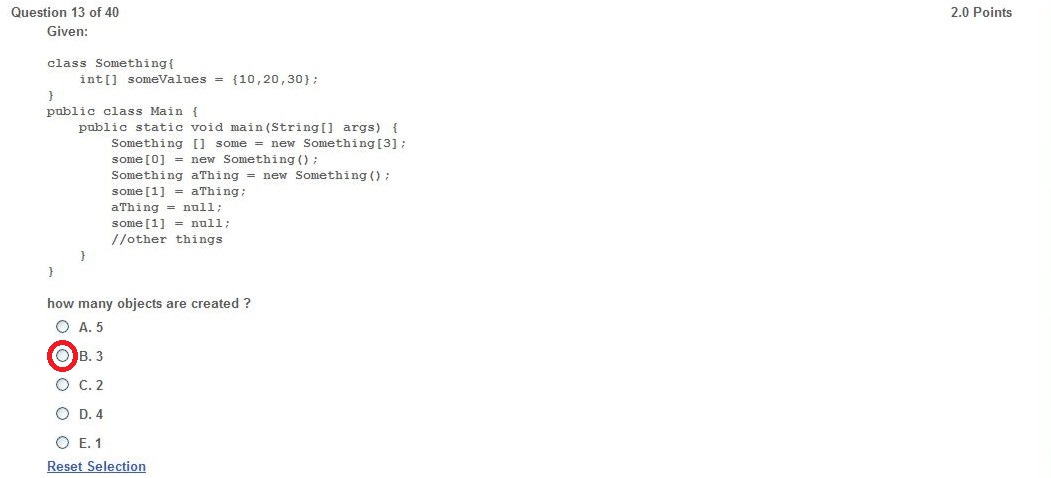 Question 13 of 40 2.0 Points
Given:
class Something{
int[] someValues = {10,20,30};
}
public class Main {
public static void main(String[] args) {
Something [] some = new Something[3];
some[0] = new Something();
Something aThing = new Something();
some[1] = aThing;
aThing = null;
some[1] = null;
//other things
}
}
how many objects are created ?
A. 5
B. 3
C. 2
D. 4
E. 1
Reset Selection